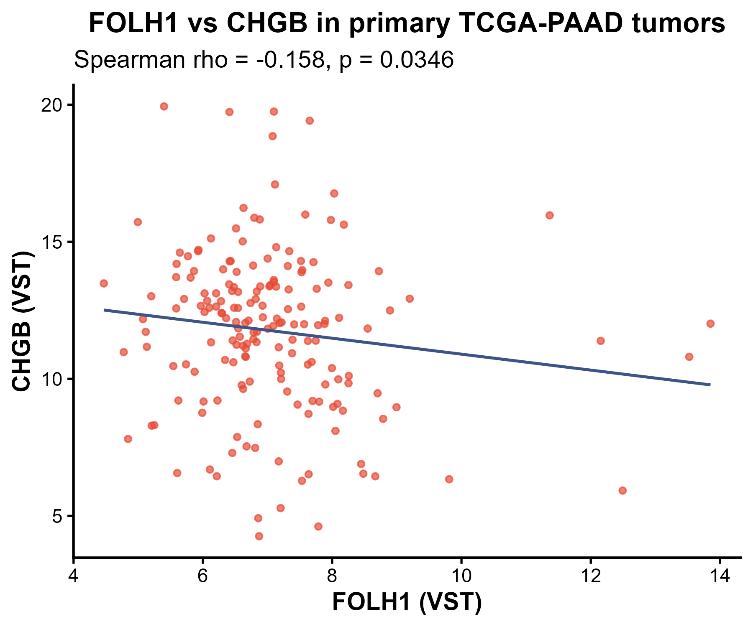 FOLH1 vs CHGB in primary TCGA-PAAD tumors
Spearman rho = -0.158, p = 0.0346
20
15
10
5
CHGB (VST)
4 6 8 10 12 14
FOLH1 (VST)